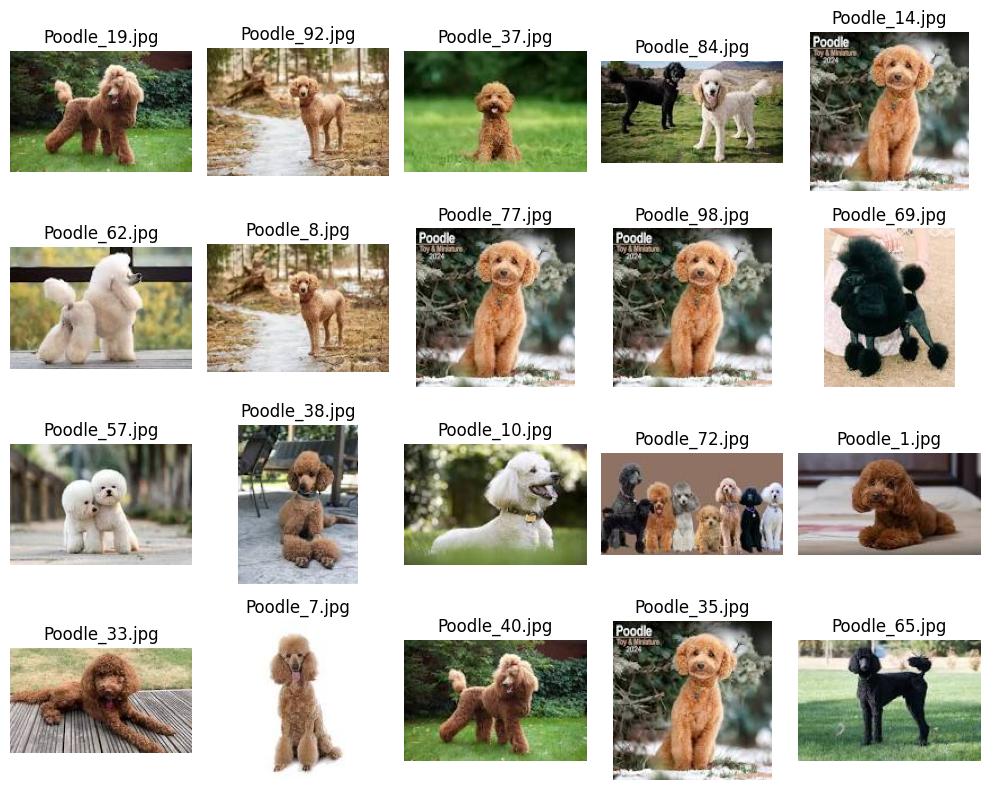 Poodle_19.jpg
Poodle_92.jpg
Poodle_37.jpg
Poodle_84.jpg
Poodle_14.jpg
Poodle
Toy & Miniature
2024
Poodle_62.jpg
Poodle_8.jpg
Poodle_77.jpg
Poodle
Toy & Miniature
2024
Poodle_98.jpg
Poodle
Toy & Miniature
2024
Poodle_69.jpg
Poodle_57.jpg
Poodle_38.jpg
Poodle_10.jpg
Poodle_72.jpg
Poodle_1.jpg
Poodle_33.jpg
Poodle_7.jpg
Poodle_40.jpg
Poodle_35.jpg
Poodle
Toy & Miniature
2024
Poodle_65.jpg